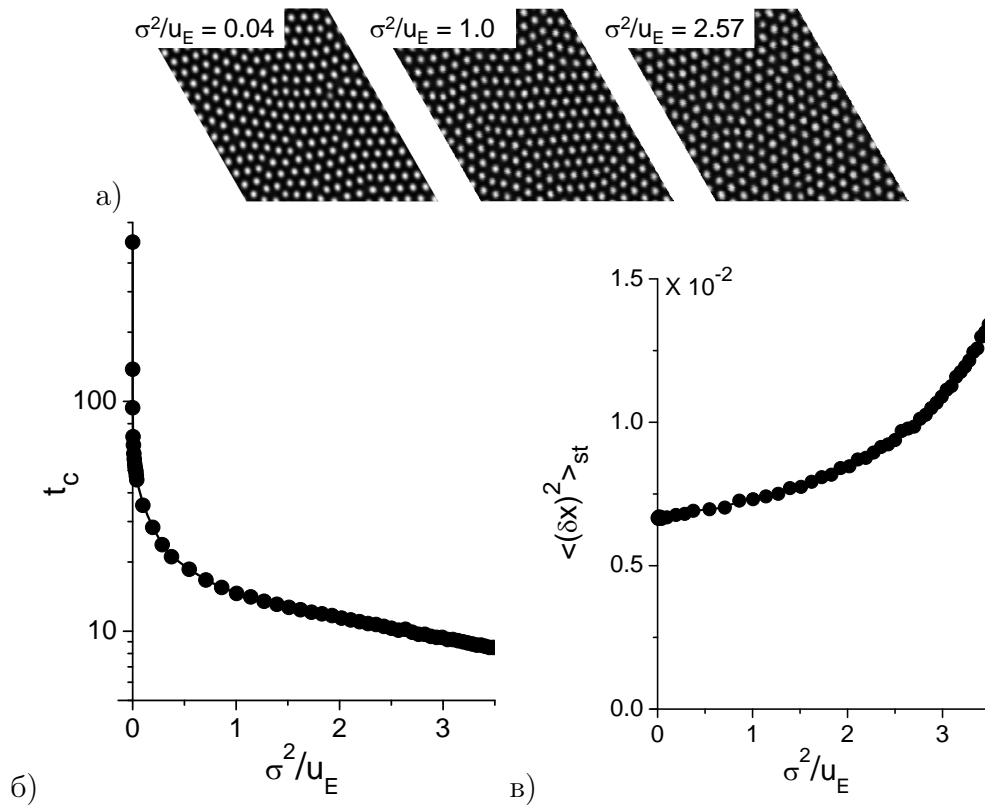 σ²/u_E = 0.04
σ²/u_E = 1.0
σ²/u_E = 2.57
а)
100
10
t_c
0
1
2
3
σ²/u_E
б)
1.5
X 10⁻²
1.0
0.5
0.0
<(δx)²>_st
0
1
2
3
σ²/u_E
в)